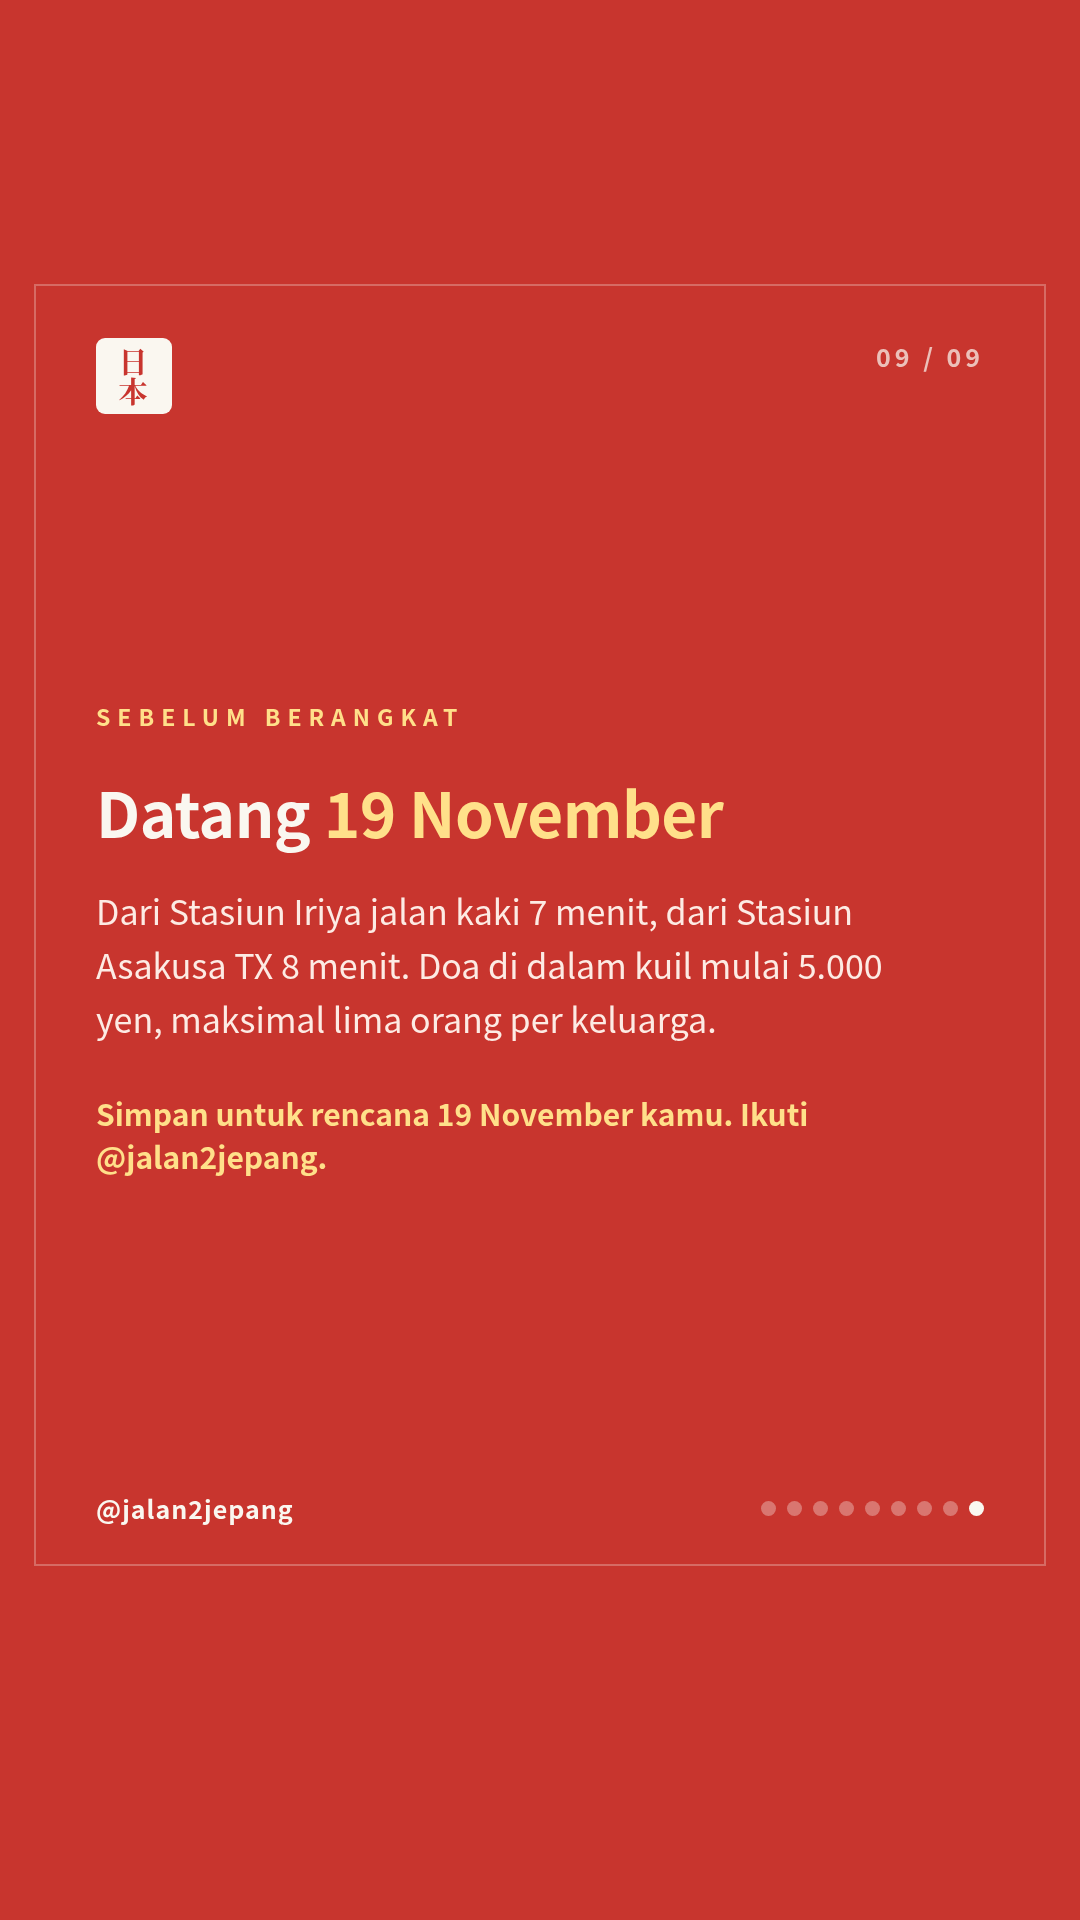 日
本
09 / 09
SEBELUM BERANGKAT
Datang 19 November
Dari Stasiun Iriya jalan kaki 7 menit, dari Stasiun
Asakusa TX 8 menit. Doa di dalam kuil mulai 5.000
yen, maksimal lima orang per keluarga.
Simpan untuk rencana 19 November kamu. Ikuti
@jalan2jepang.
@jalan2jepang